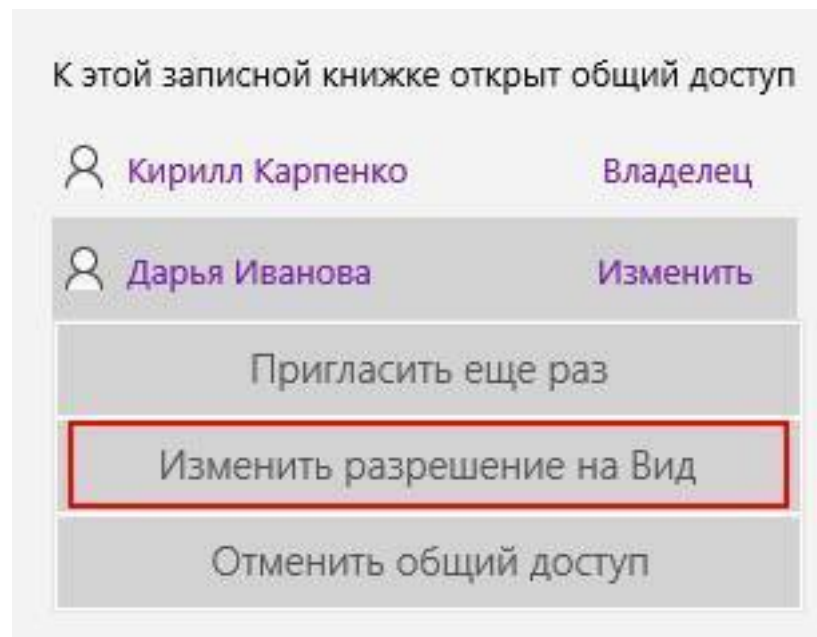 К этой записной книжке открыт общий доступ
Кирилл Карпенко Владелец
Дарья Иванова Изменить
Пригласить еще раз
Изменить разрешение на Вид
Отменить общий доступ